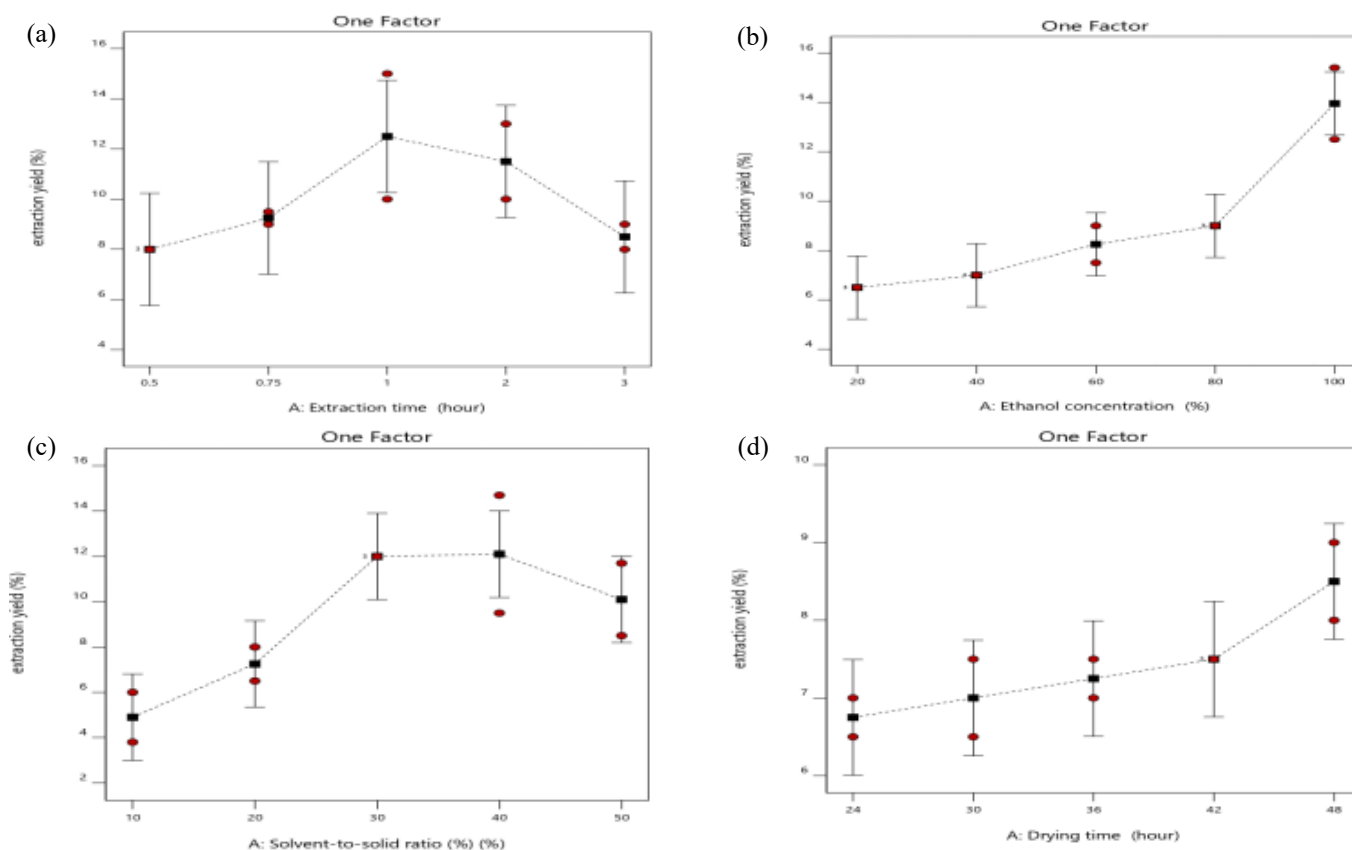 (a)
One Factor
16
14
12
10
8
6
4
extraction yield (%)
0.5 0.75 1 2 3
A: Extraction time (hour)
(b)
One Factor
16
14
12
10
8
6
4
extraction yield (%)
20 40 60 80 100
A: Ethanol concentration (%)
(c)
One Factor
16
14
12
10
8
6
4
2
extraction yield (%)
10 20 30 40 50
A: Solvent-to-solid ratio (%) (%)
(d)
One Factor
10
9
8
7
6
extraction yield (%)
24 30 36 42 48
A: Drying time (hour)